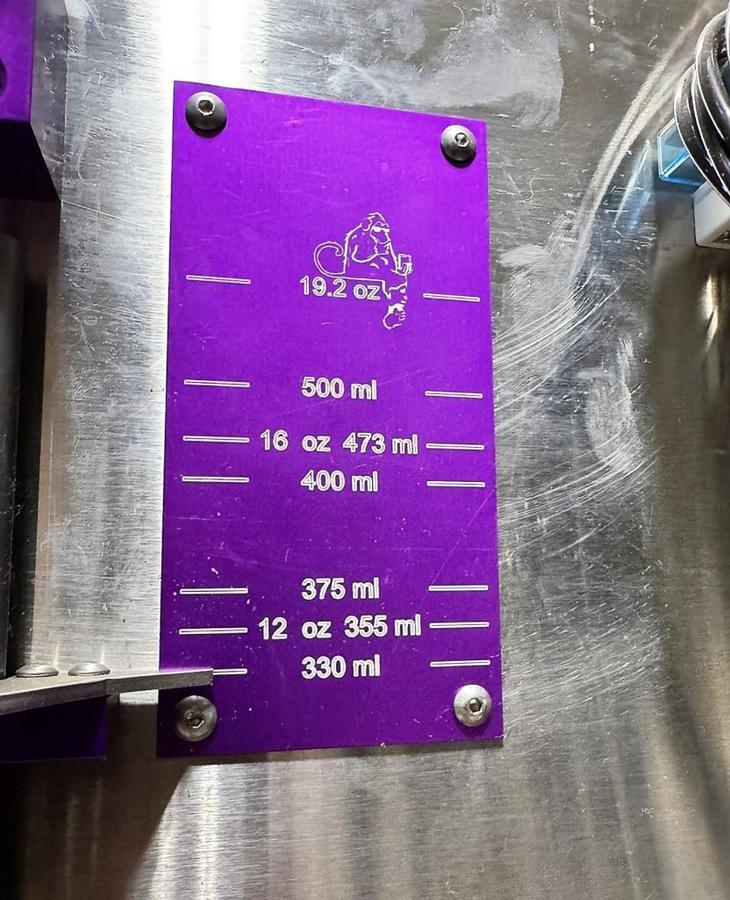 19.2 oz
500 ml
16 oz 473 ml
400 ml
375 ml
12 oz 355 ml
330 ml